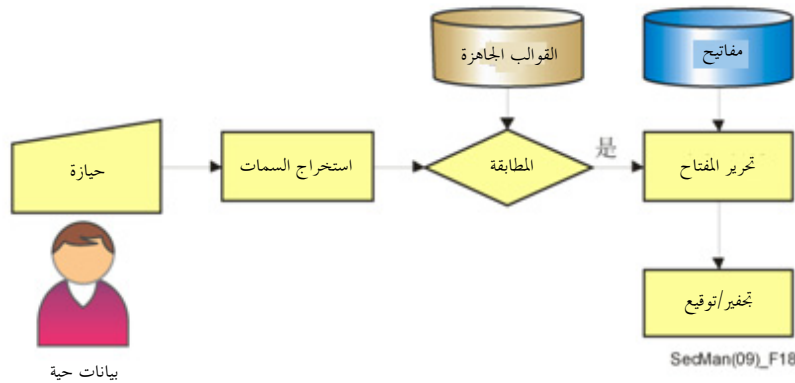 القوالب الجاهزة
مفاتيح
حيازة
استخراج السمات
المطابقة
是
تحرير المفتاح
تجفير/توقيع
بيانات حية
SecMan(09)_F18